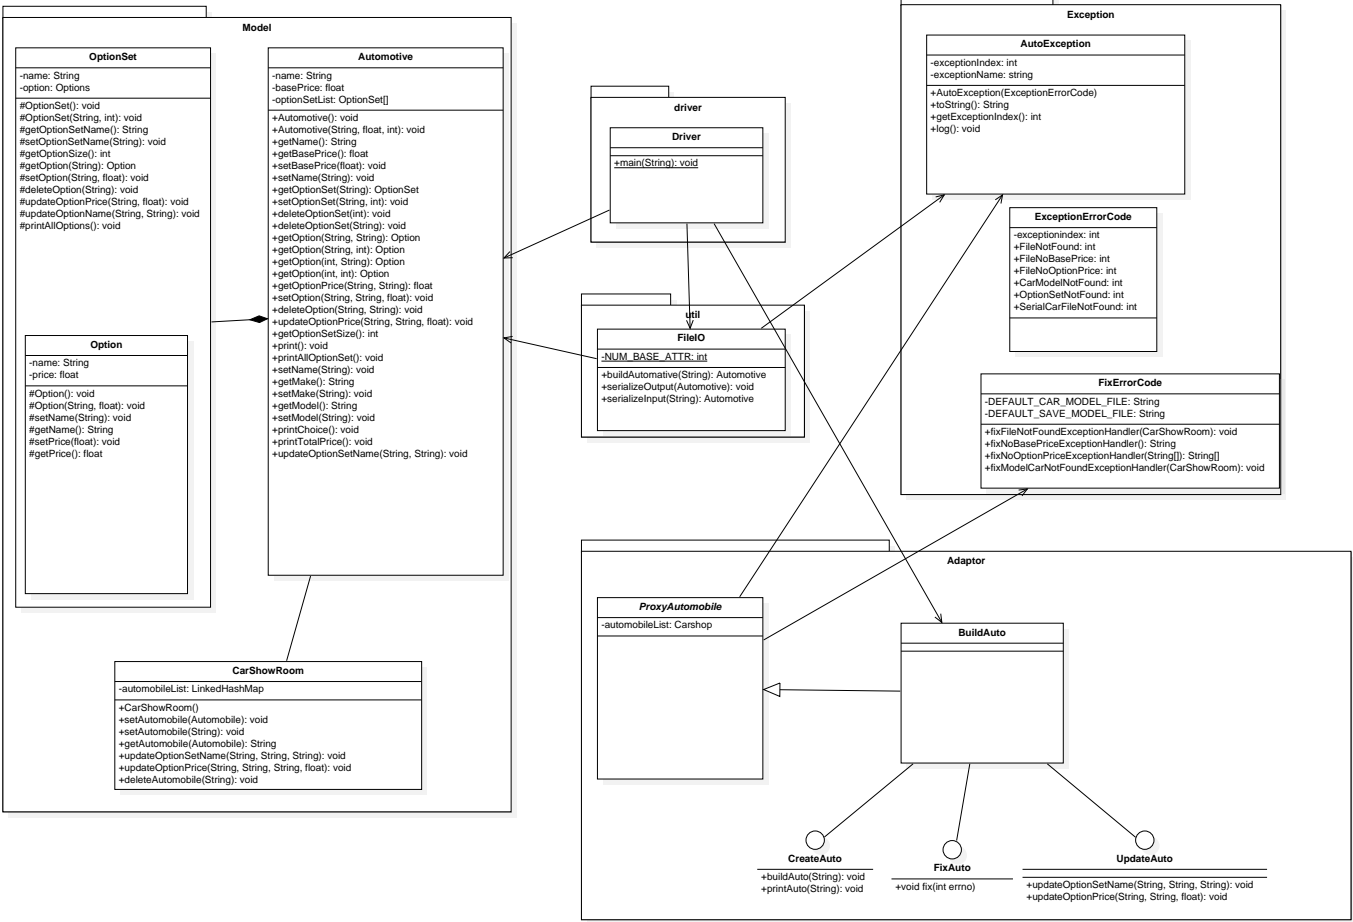 Model
OptionSet
-name: String
-option: Options
#OptionSet(): void
#OptionSet(String, int): void
#getOptionSetName(): String
#setOptionSetName(String): void
#getOptionSize(): int
#getOption(String): Option
#setOption(String, float): void
#deleteOption(String): void
#updateOptionPrice(String, float): void
#updateOptionName(String, String): void
#printAllOptions(): void
Option
-name: String
-price: float
#Option(): void
#Option(String, float): void
#setName(String): void
#getName(): String
#setPrice(float): void
#getPrice(): float
Automotive
-name: String
-basePrice: float
-optionSetList: OptionSet[]
+Automotive(): void
+Automotive(String, float, int): void
+getName(): String
+getBasePrice(): float
+setBasePrice(float): void
+setName(String): void
+getOptionSet(String): OptionSet
+setOptionSet(String, int): void
+deleteOptionSet(int): void
+deleteOptionSet(String): void
+getOption(String, String): Option
+getOption(String, int): Option
+getOption(int, String): Option
+getOption(int, int): Option
+getOptionPrice(String, String): float
+setOption(String, String, float): void
+deleteOption(String, String): void
+updateOptionPrice(String, String, float): void
+getOptionSetSize(): int
+print(): void
+printAllOptionSet(): void
+setName(String): void
+getMake(): String
+setMake(String): void
+getModel(): String
+setModel(String): void
+printChoice(): void
+printTotalPrice(): void
+updateOptionSetName(String, String): void
CarShowRoom
-automobileList: LinkedHashMap
+CarShowRoom()
+setAutomobile(Automobile): void
+setAutomobile(String): void
+getAutomobile(Automobile): String
+updateOptionSetName(String, String, String): void
+updateOptionPrice(String, String, String, float): void
+deleteAutomobile(String): void
driver
Driver
+main(String): void
util
FileIO
-NUM_BASE_ATTR: int
+buildAutomative(String): Automotive
+serializeOutput(Automotive): void
+serializeInput(String): Automotive
Exception
AutoException
-exceptionIndex: int
-exceptionName: string
+AutoException(ExceptionErrorCode)
+toString(): String
+getExceptionIndex(): int
+log(): void
ExceptionErrorCode
-exceptionindex: int
+FileNotFound: int
+FileNoBasePrice: int
+FileNoOptionPrice: int
+CarModelNotFound: int
+OptionSetNotFound: int
+SerialCarFileNotFound: int
FixErrorCode
-DEFAULT_CAR_MODEL_FILE: String
-DEFAULT_SAVE_MODEL_FILE: String
+fixFileNotFoundExceptionHandler(CarShowRoom): void
+fixNoBasePriceExceptionHandler(): String
+fixNoOptionPriceExceptionHandler(String[]): String[]
+fixModelCarNotFoundExceptionHandler(CarShowRoom): void
Adaptor
ProxyAutomobile
-automobileList: Carshop
BuildAuto
CreateAuto
+buildAuto(String): void
+printAuto(String): void
FixAuto
+void fix(int errno)
UpdateAuto
+updateOptionSetName(String, String, String): void
+updateOptionPrice(String, String, float): void